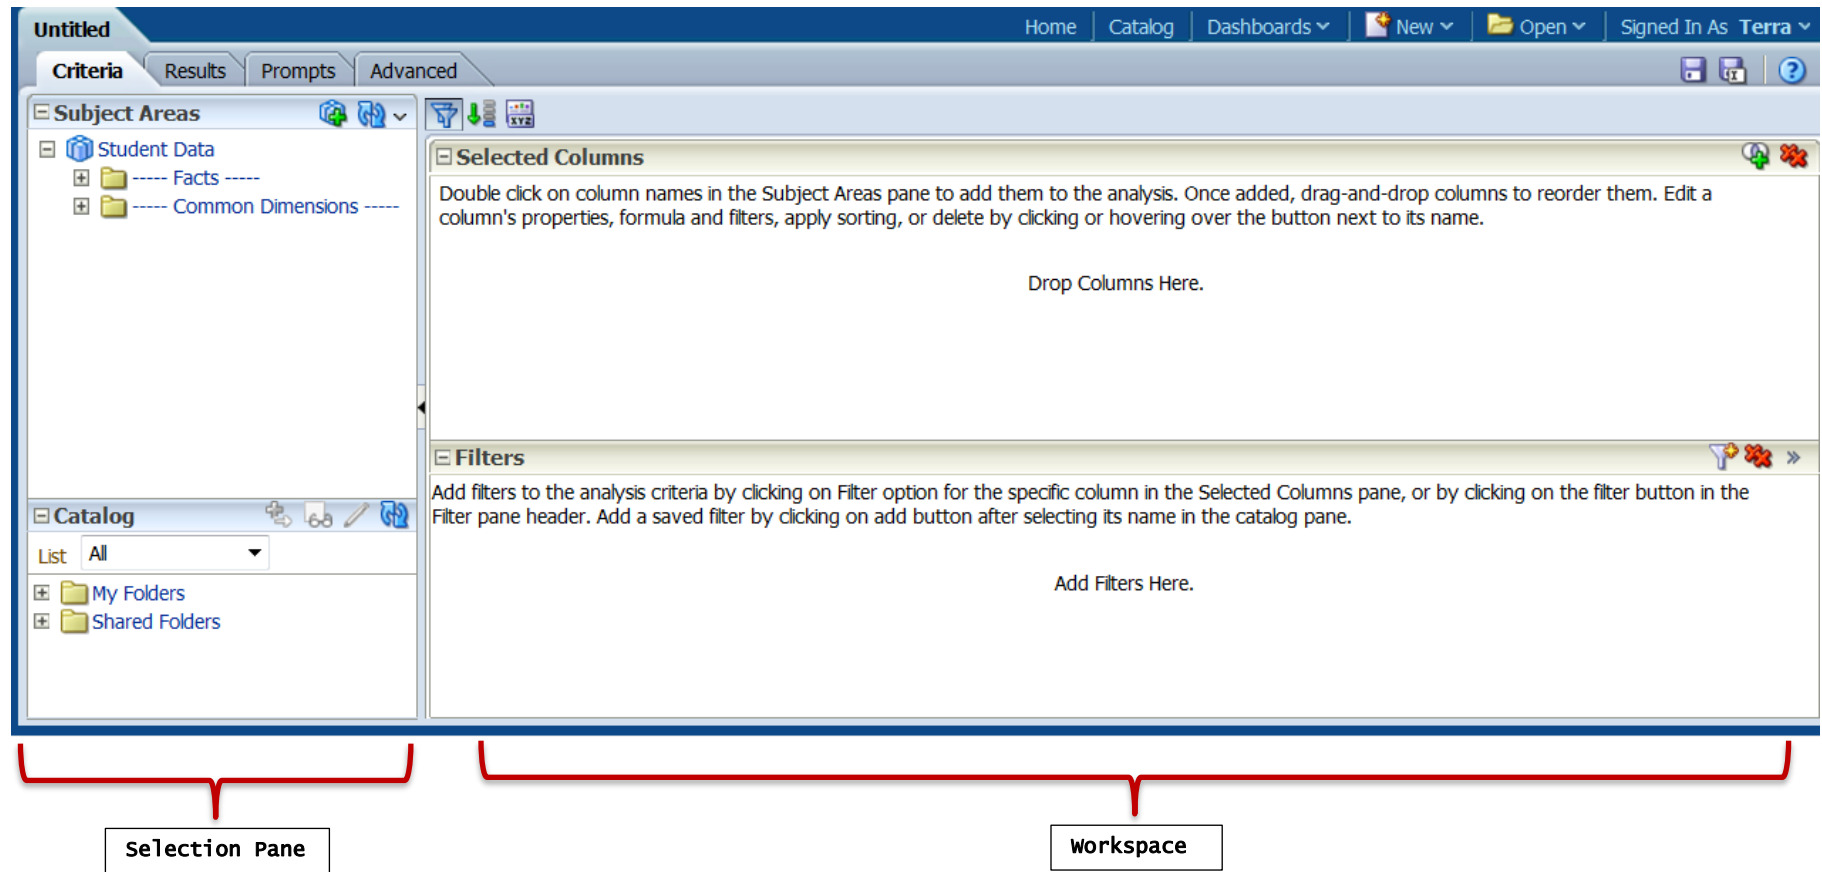 Untitled
Home Catalog Dashboards New Open Signed In As Terra
Criteria Results Prompts Advanced
Subject Areas
Student Data
----- Facts -----
----- Common Dimensions -----
XYZ
Selected Columns
Double click on column names in the Subject Areas pane to add them to the analysis. Once added, drag-and-drop columns to reorder them. Edit a
column's properties, formula and filters, apply sorting, or delete by clicking or hovering over the button next to its name.
Drop Columns Here.
Filters
Add filters to the analysis criteria by clicking on Filter option for the specific column in the Selected Columns pane, or by clicking on the filter button in the
Filter pane header. Add a saved filter by clicking on add button after selecting its name in the catalog pane.
Add Filters Here.
Catalog
List All
My Folders
Shared Folders
Selection Pane
Workspace